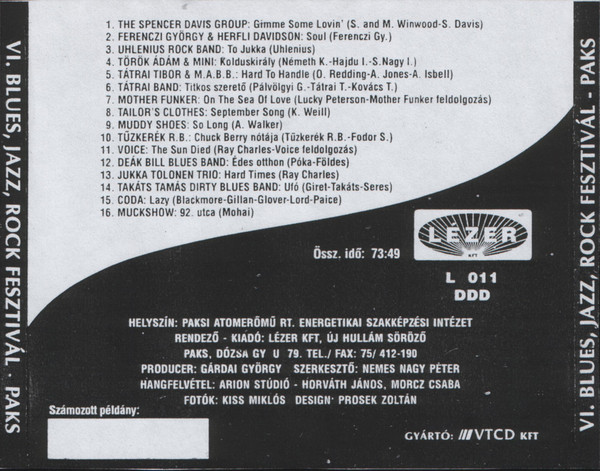 VI. BLUES, JAZZ, ROCK FESZTIVÁL - PAKS
1. THE SPENCER DAVIS GROUP: Gimme Some Lovin' (S. and M. Winwood-S. Davis)
2. FERENCZI GYÖRGY & HERFLI DAVIDSON: Soul (Ferenczi Gy.)
3. UHLENIUS ROCK BAND: To Jukka (Uhlenius)
4. TÖRÖK ÁDÁM & MINI: Kolduskirály (Németh K.-Hajdu I.-S.Nagy I.)
5. TÁTRAI TIBOR & M.A.B.B.: Hard To Handle (O. Redding-A. Jones-A. Isbell)
6. TÁTRAI BAND: Titkos szerető (Pálvölgyi G.-Tátrai T.-Kovács T.)
7. MOTHER FUNKER: On The Sea Of Love (Lucky Peterson-Mother Funker feldolgozás)
8. TAILOR'S CLOTHES: September Song (K. Weill)
9. MUDDY SHOES: So Long (A. Walker)
10. TŰZKERÉK R.B.: Chuck Berry nótája (Tűzkerék R.B.-Fodor S.)
11. VOICE: The Sun Died (Ray Charles-Voice feldolgozás)
12. DEÁK BILL BLUES BAND: Édes otthon (Póka-Földes)
13. JUKKA TOLONEN TRIO: Hard Times (Ray Charles)
14. TAKÁTS TAMÁS DIRTY BLUES BAND: Ufó (Giret-Takáts-Seres)
15. CODA: Lazy (Blackmore-Gillan-Glover-Lord-Paice)
16. MUCKSHOW: 92. utca (Mohai)
Össz. idő: 73:49
LÉZER
KFT
L 011
DDD
HELYSZÍN: PAKSI ATOMERŐMŰ RT. ENERGETIKAI SZAKKÉPZÉSI INTÉZET
RENDEZŐ - KIADÓ: LÉZER KFT, ÚJ HULLÁM SÖRÖZŐ
PAKS, DÓZSA GY U 79. TEL./ FAX: 75/ 412-190
PRODUCER: GÁRDAI GYÖRGY SZERKESZTŐ: NEMES NAGY PÉTER
HANGFELVÉTEL: ARION STÚDIÓ - HORVÁTH JÁNOS, MORCZ CSABA
FOTÓK: KISS MIKLÓS DESIGN: PROSEK ZOLTÁN
Számozott példány:
GYÁRTÓ: VTCD KFT
VI. BLUES, JAZZ, ROCK FESZTIVÁL - PAKS